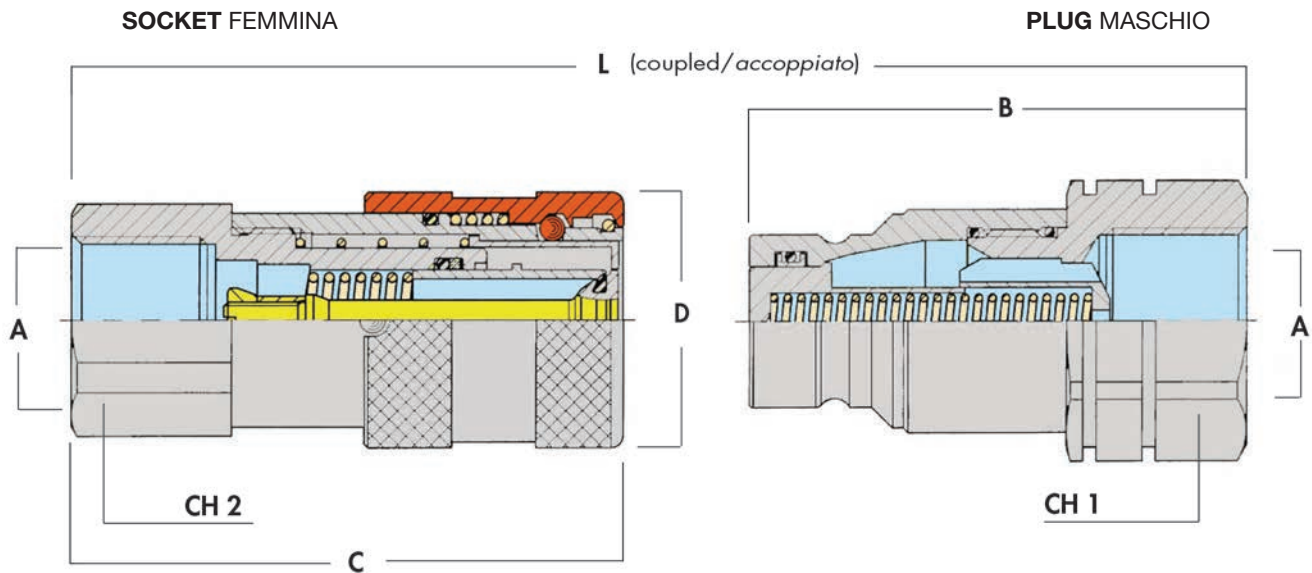 SOCKET FEMMINA
PLUG MASCHIO
L (coupled/accoppiato)
B
A
D
A
CH 2
CH 1
C